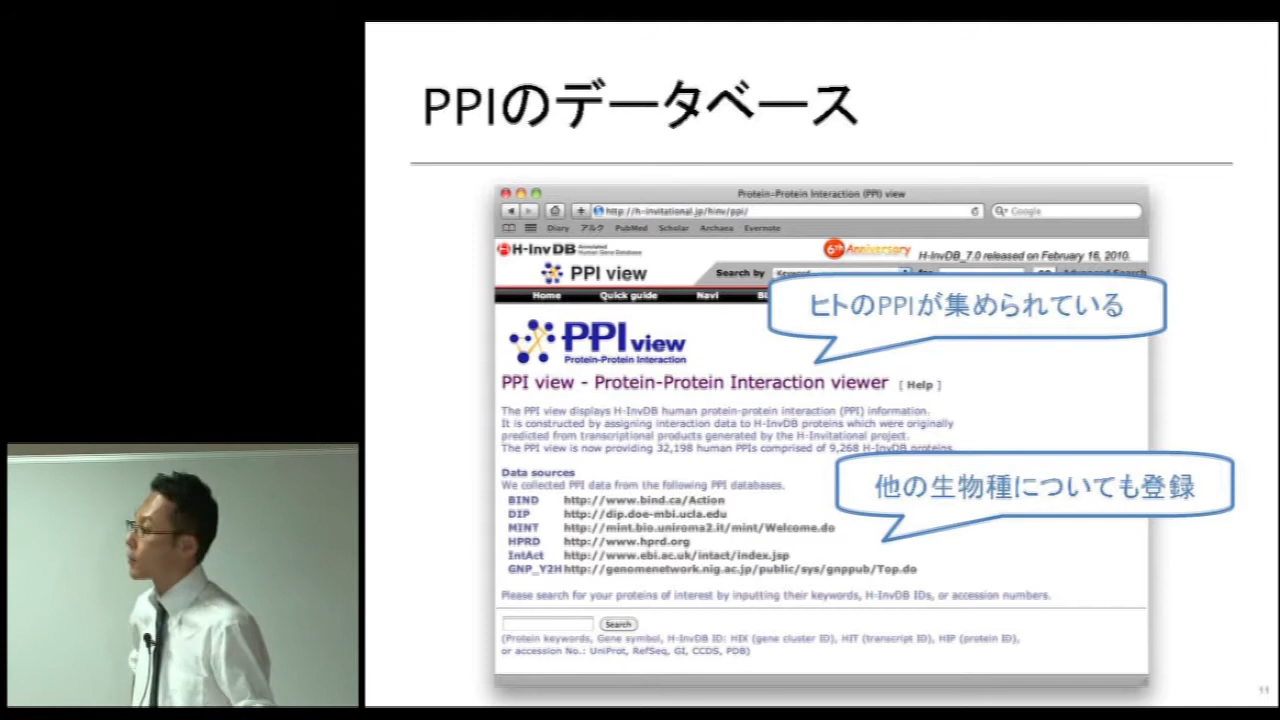 PPIのデータベース
Protein-Protein Interaction (PPI) view
http://h-invitational.jp/hinv/ppi/
Google
Diary アルク PubMed Scholar Archaea Evernote
H-InvDB Annotated Human Gene Database
6th Anniversary H-InvDB_7.0 released on February 16, 2010.
PPI view Search by Keyword
Home Quick guide Navi
ヒトのPPIが集められている
PPI view
Protein-Protein Interaction
PPI view - Protein-Protein Interaction viewer [ Help ]
The PPI view displays H-InvDB human protein-protein interaction (PPI) information.
It is constructed by assigning interaction data to H-InvDB proteins which were originally
predicted from transcriptional products generated by the H-Invitational project.
The PPI view is now providing 32,198 human PPIs comprised of 9,268 H-InvDB proteins.
Data sources
We collected PPI data from the following PPI databases.
他の生物種についても登録
BIND http://www.bind.ca/Action
DIP http://dip.doe-mbi.ucla.edu
MINT http://mint.bio.uniroma2.it/mint/Welcome.do
HPRD http://www.hprd.org
IntAct http://www.ebi.ac.uk/intact/index.jsp
GNP_Y2H http://genomenetwork.nig.ac.jp/public/sys/gnppub/Top.do
Please search for your proteins of interest by inputting their keywords, H-InvDB IDs, or accession numbers.
Search
(Protein keywords, Gene symbol, H-InvDB ID: HIX (gene cluster ID), HIT (transcript ID), HIP (protein ID),
or accession No.: UniProt, RefSeq, GI, CCDS, PDB)
11